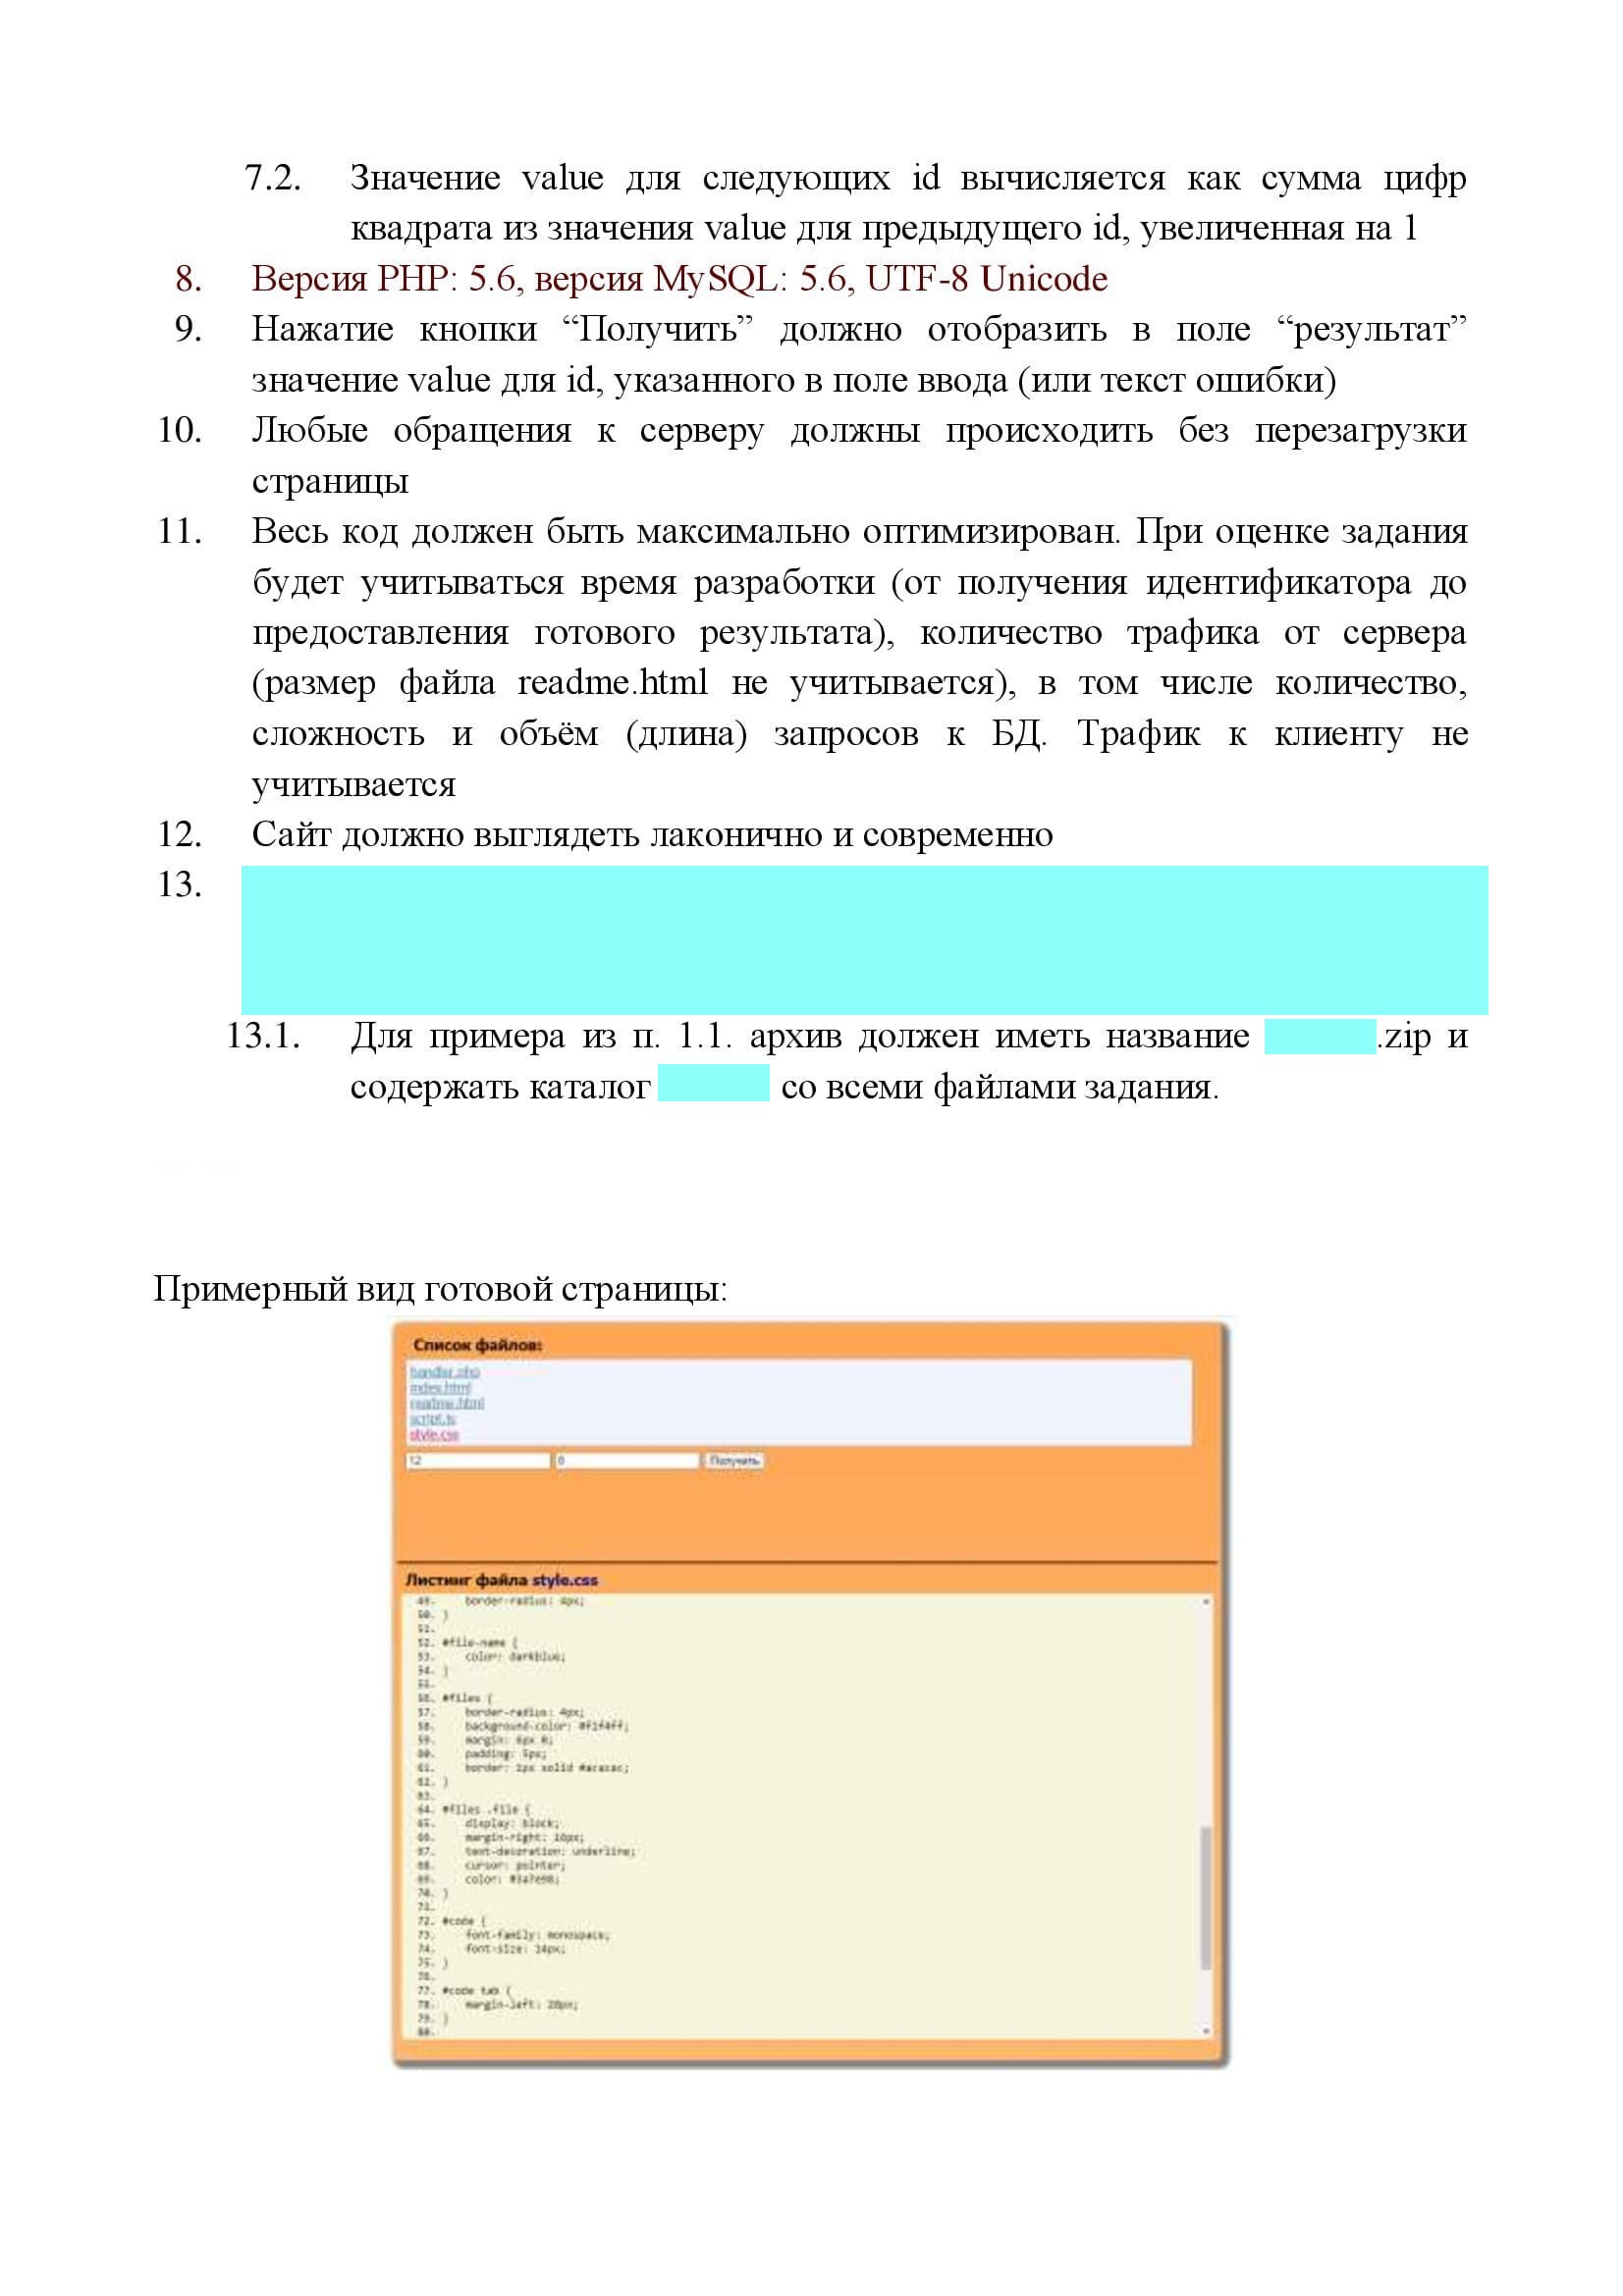 7.2. Значение value для следующих id вычисляется как сумма цифр
квадрата из значения value для предыдущего id, увеличенная на 1
8. Версия PHP: 5.6, версия MySQL: 5.6, UTF-8 Unicode
9. Нажатие кнопки “Получить” должно отобразить в поле “результат”
значение value для id, указанного в поле ввода (или текст ошибки)
10. Любые обращения к серверу должны происходить без перезагрузки
страницы
11. Весь код должен быть максимально оптимизирован. При оценке задания
будет учитываться время разработки (от получения идентификатора до
предоставления готового результата), количество трафика от сервера
(размер файла readme.html не учитывается), в том числе количество,
сложность и объём (длина) запросов к БД. Трафик к клиенту не
учитывается
12. Сайт должно выглядеть лаконично и современно
13.
13.1. Для примера из п. 1.1. архив должен иметь название .zip и
содержать каталог со всеми файлами задания.
Примерный вид готовой страницы:
Список файлов:
handler.php
index.html
readme.html
script.js
style.css
12 6 Получить
Листинг файла style.css
49. border-radius: 4px;
50. }
51.
52. #file-name {
53. color: darkblue;
54. }
55.
56. #files {
57. border-radius: 4px;
58. background-color: #f1f4ff;
59. margin: 6px 0;
60. padding: 5px;
61. border: 1px solid #acacac;
62. }
63.
64. #files .file {
65. display: block;
66. margin-right: 10px;
67. text-decoration: underline;
68. cursor: pointer;
69. color: #3a7e98;
70. }
71.
72. #code {
73. font-family: monospace;
74. font-size: 14px;
75. }
76.
77. #code tab {
78. margin-left: 20px;
79. }
80.